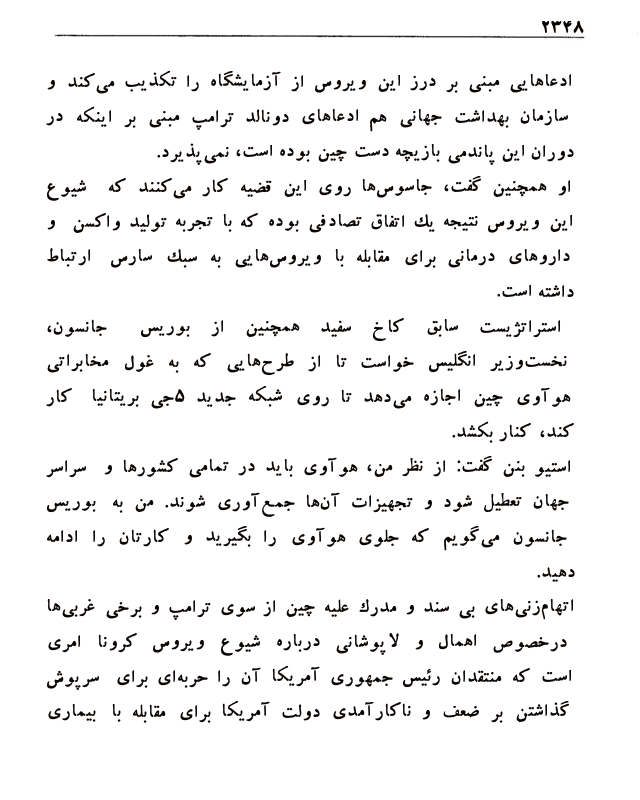 ۲۳۴۸
ادعاهایی مبنی بر درز این ویروس از آزمایشگاه را تکذیب می‌کند و
سازمان بهداشت جهانی هم ادعاهای دونالد ترامپ مبنی بر اینکه در
دوران این پاندمی بازیچه دست چین بوده است، نمی‌پذیرد.
او همچنین گفت، جاسوس‌ها روی این قضیه کار می‌کنند که شیوع
این ویروس نتیجه یك اتفاق تصادفی بوده که با تجربه تولید واکسن و
داروهای درمانی برای مقابله با ویروس‌هایی به سبك سارس ارتباط
داشته است.
استراتژیست سابق کاخ سفید همچنین از بوریس جانسون،
نخست‌وزیر انگلیس خواست تا از طرح‌هایی که به غول مخابراتی
هوآوی چین اجازه می‌دهد تا روی شبکه جدید ۵جی بریتانیا کار
کند، کنار بکشد.
استیو بنن گفت: از نظر من، هوآوی باید در تمامی کشورها و سراسر
جهان تعطیل شود و تجهیزات آن‌ها جمع‌آوری شوند. من به بوریس
جانسون می‌گویم که جلوی هوآوی را بگیرید و کارتان را ادامه
دهید.
اتهام‌زنی‌های بی سند و مدرك علیه چین از سوی ترامپ و برخی غربی‌ها
درخصوص اهمال و لاپوشانی درباره شیوع ویروس کرونا امری
است که منتقدان رئیس جمهوری آمریکا آن را حربه‌ای برای سرپوش
گذاشتن بر ضعف و ناکارآمدی دولت آمریکا برای مقابله با بیماری